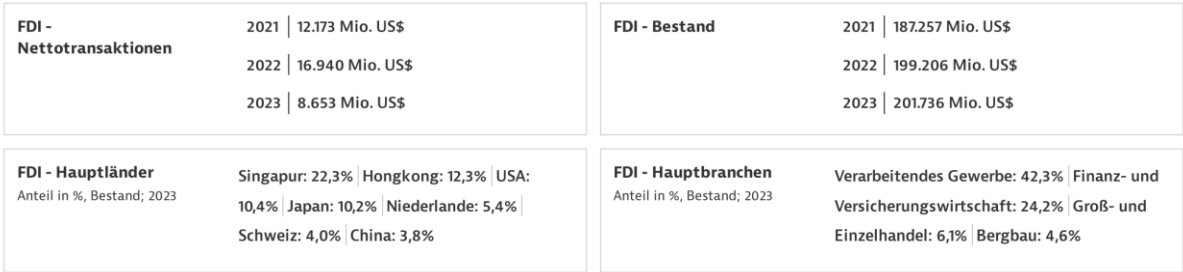 FDI -
Nettotransaktionen
2021 | 12.173 Mio. US$
2022 | 16.940 Mio. US$
2023 | 8.653 Mio. US$
FDI - Bestand
2021 | 187.257 Mio. US$
2022 | 199.206 Mio. US$
2023 | 201.736 Mio. US$
FDI - Hauptländer
Anteil in %, Bestand; 2023
Singapur: 22,3% | Hongkong: 12,3% | USA:
10,4% | Japan: 10,2% | Niederlande: 5,4% |
Schweiz: 4,0% | China: 3,8%
FDI - Hauptbranchen
Anteil in %, Bestand; 2023
Verarbeitendes Gewerbe: 42,3% | Finanz- und
Versicherungswirtschaft: 24,2% | Groß- und
Einzelhandel: 6,1% | Bergbau: 4,6%